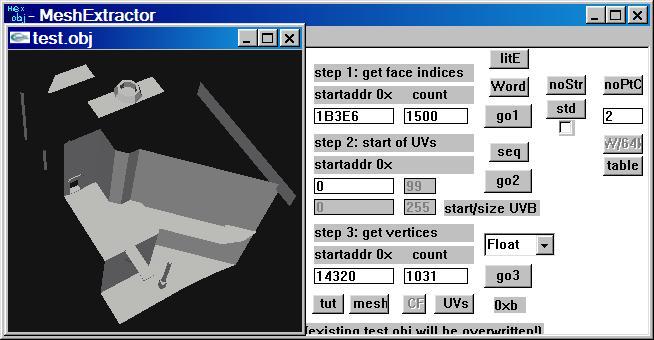 Hex
obj - MeshExtractor
test.obj
litE
step 1: get face indices
Word
noStr
noPtC
startaddr 0x count
std
1B3E6 1500
go1
2
step 2: start of UVs
seq
W/64k
startaddr 0x
table
0 99
go2
0 255 start/size UVB
step 3: get vertices
Float
startaddr 0x count
14320 1031
go3
tut mesh CF UVs 0xb
(existing test.obj will be overwritten!)